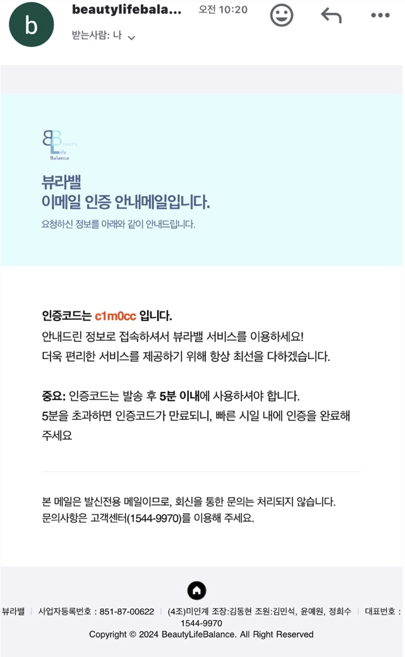 b
beautylifebala...
오전 10:20
받는사람: 나
Life
Balance
뷰라밸
이메일 인증 안내메일입니다.
요청하신 정보를 아래와 같이 안내드립니다.
인증코드는 c1m0cc 입니다.
안내드린 정보로 접속하셔서 뷰라밸 서비스를 이용하세요!
더욱 편리한 서비스를 제공하기 위해 항상 최선을 다하겠습니다.
중요: 인증코드는 발송 후 5분 이내에 사용하셔야 합니다.
5분을 초과하면 인증코드가 만료되니, 빠른 시일 내에 인증을 완료해
주세요
본 메일은 발신전용 메일이므로, 회신을 통한 문의는 처리되지 않습니다.
문의사항은 고객센터(1544-9970)를 이용해 주세요.
뷰라밸 | 사업자등록번호 : 851-87-00622 | (4조)미인계 조장:김동현 조원:김민석, 윤예원, 정희수 | 대표번호 :
1544-9970
Copyright © 2024 BeautyLifeBalance. All Right Reserved